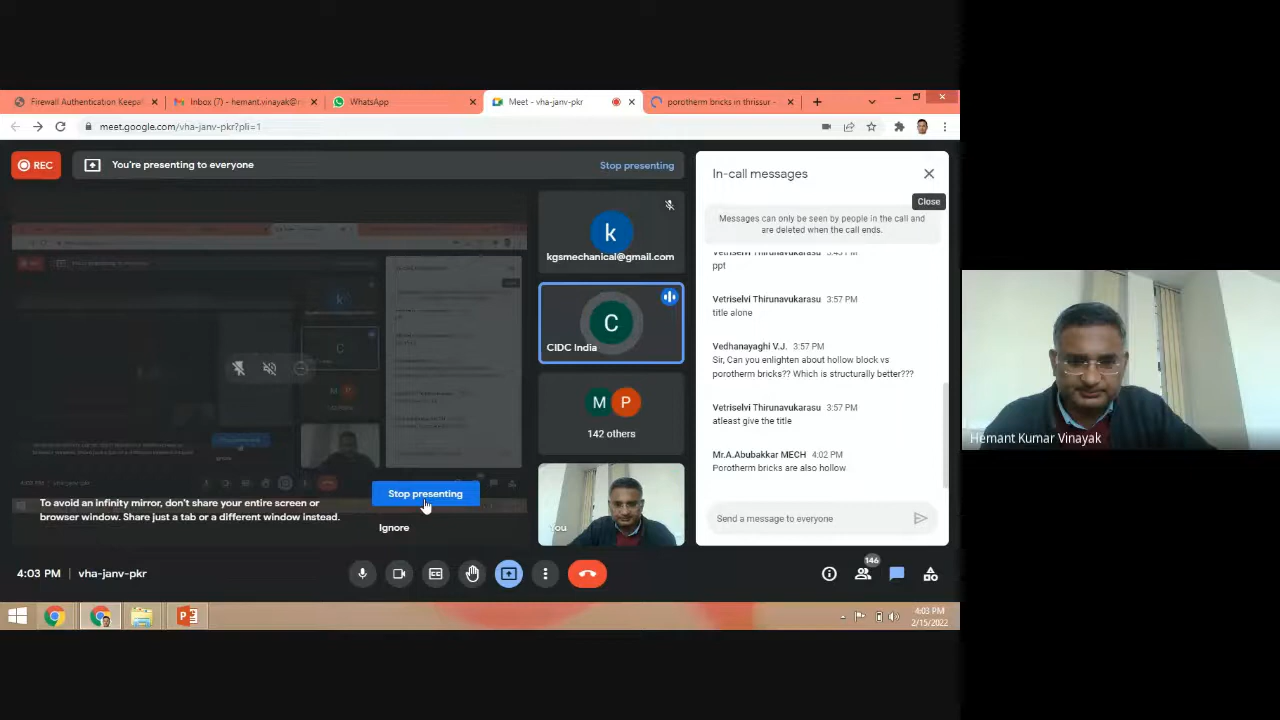 Firewall Authentication Keepa
Inbox (7) - hemant.vinayak@n
WhatsApp
Meet - vha-janv-pkr
porotherm bricks in thrissur -
meet.google.com/vha-janv-pkr?pli=1
REC
You're presenting to everyone
Stop presenting
In-call messages
Close
Messages can only be seen by people in the call and
are deleted when the call ends.
k
kgsmechanical@gmail.com
C
CIDC India
M P
142 others
You
Vetriselvi Thirunavukarasu
ppt
Vetriselvi Thirunavukarasu 3:57 PM
title alone
Vedhanayaghi V.J. 3:57 PM
Sir, Can you enlighten about hollow block vs
porotherm bricks?? Which is structurally better???
Vetriselvi Thirunavukarasu 3:57 PM
atleast give the title
Mr.A.Abubakkar MECH 4:02 PM
Porotherm bricks are also hollow
Send a message to everyone
To avoid an infinity mirror, don't share your entire screen or
browser window. Share just a tab or a different window instead.
Stop presenting
Ignore
4:03 PM | vha-janv-pkr
146
4:03 PM
2/15/2022
Hemant Kumar Vinayak